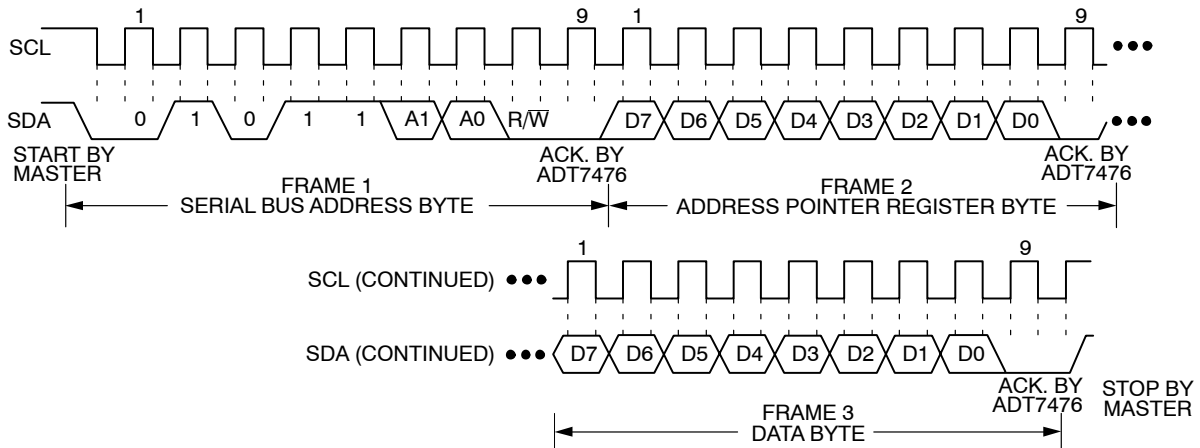 1 9 1 9
SCL
SDA 0 1 0 1 1 A1 A0 R/W̅ D7 D6 D5 D4 D3 D2 D1 D0
START BY
MASTER
ACK. BY
ADT7476
ACK. BY
ADT7476
FRAME 1
SERIAL BUS ADDRESS BYTE
FRAME 2
ADDRESS POINTER REGISTER BYTE
1 9
SCL (CONTINUED)
SDA (CONTINUED) D7 D6 D5 D4 D3 D2 D1 D0
ACK. BY
ADT7476
STOP BY
MASTER
FRAME 3
DATA BYTE